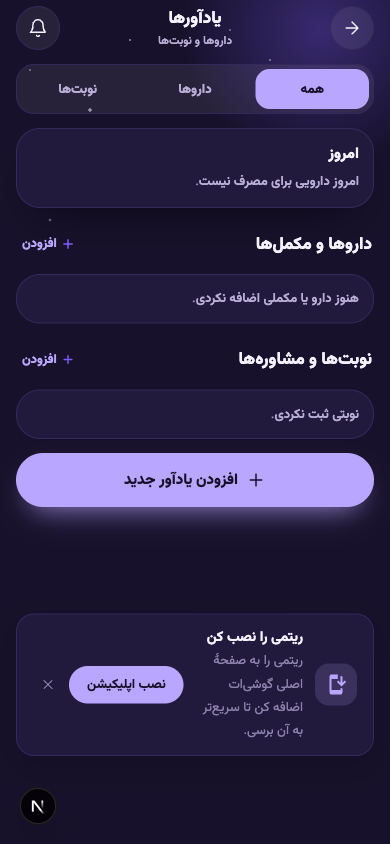 یادآورها
داروها و نوبت‌ها
همه
داروها
نوبت‌ها
امروز
امروز دارویی برای مصرف نیست.
داروها و مکمل‌ها
+ افزودن
هنوز دارو یا مکملی اضافه نکردی.
نوبت‌ها و مشاوره‌ها
+ افزودن
نوبتی ثبت نکردی.
+ افزودن یادآور جدید
ریتمی را نصب کن
ریتمی را به صفحهٔ
اصلی گوشی‌ات
اضافه کن تا سریع‌تر
به آن برسی.
نصب اپلیکیشن
N